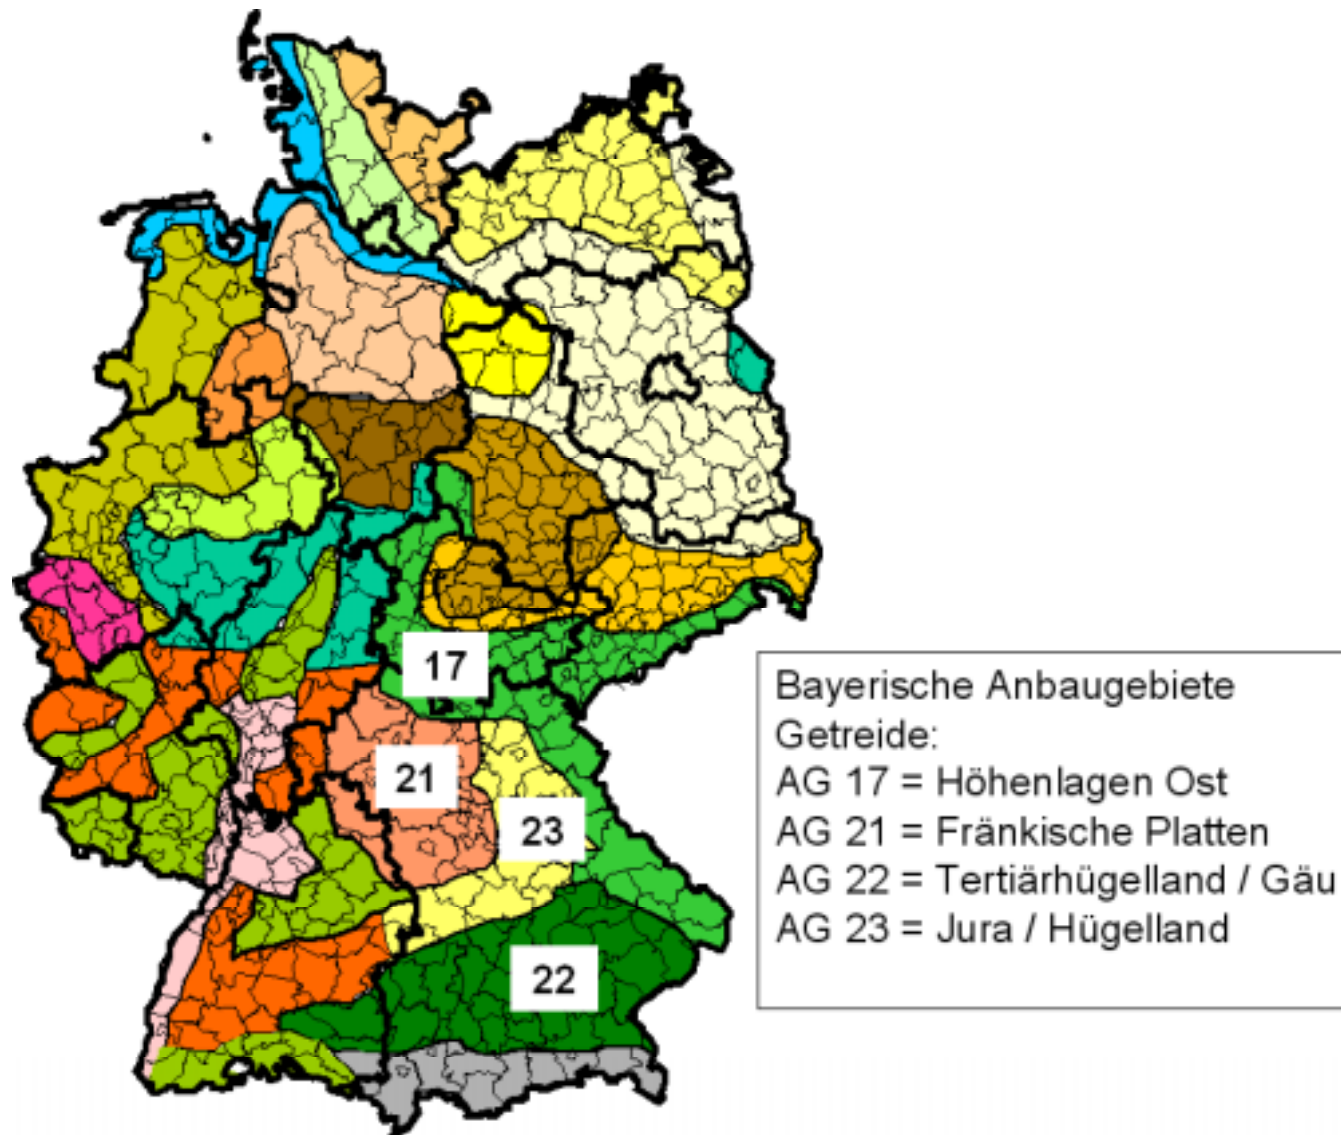 17
21
23
22
Bayerische Anbaugebiete
Getreide:
AG 17 = Höhenlagen Ost
AG 21 = Fränkische Platten
AG 22 = Tertiärhügelland / Gäu
AG 23 = Jura / Hügelland